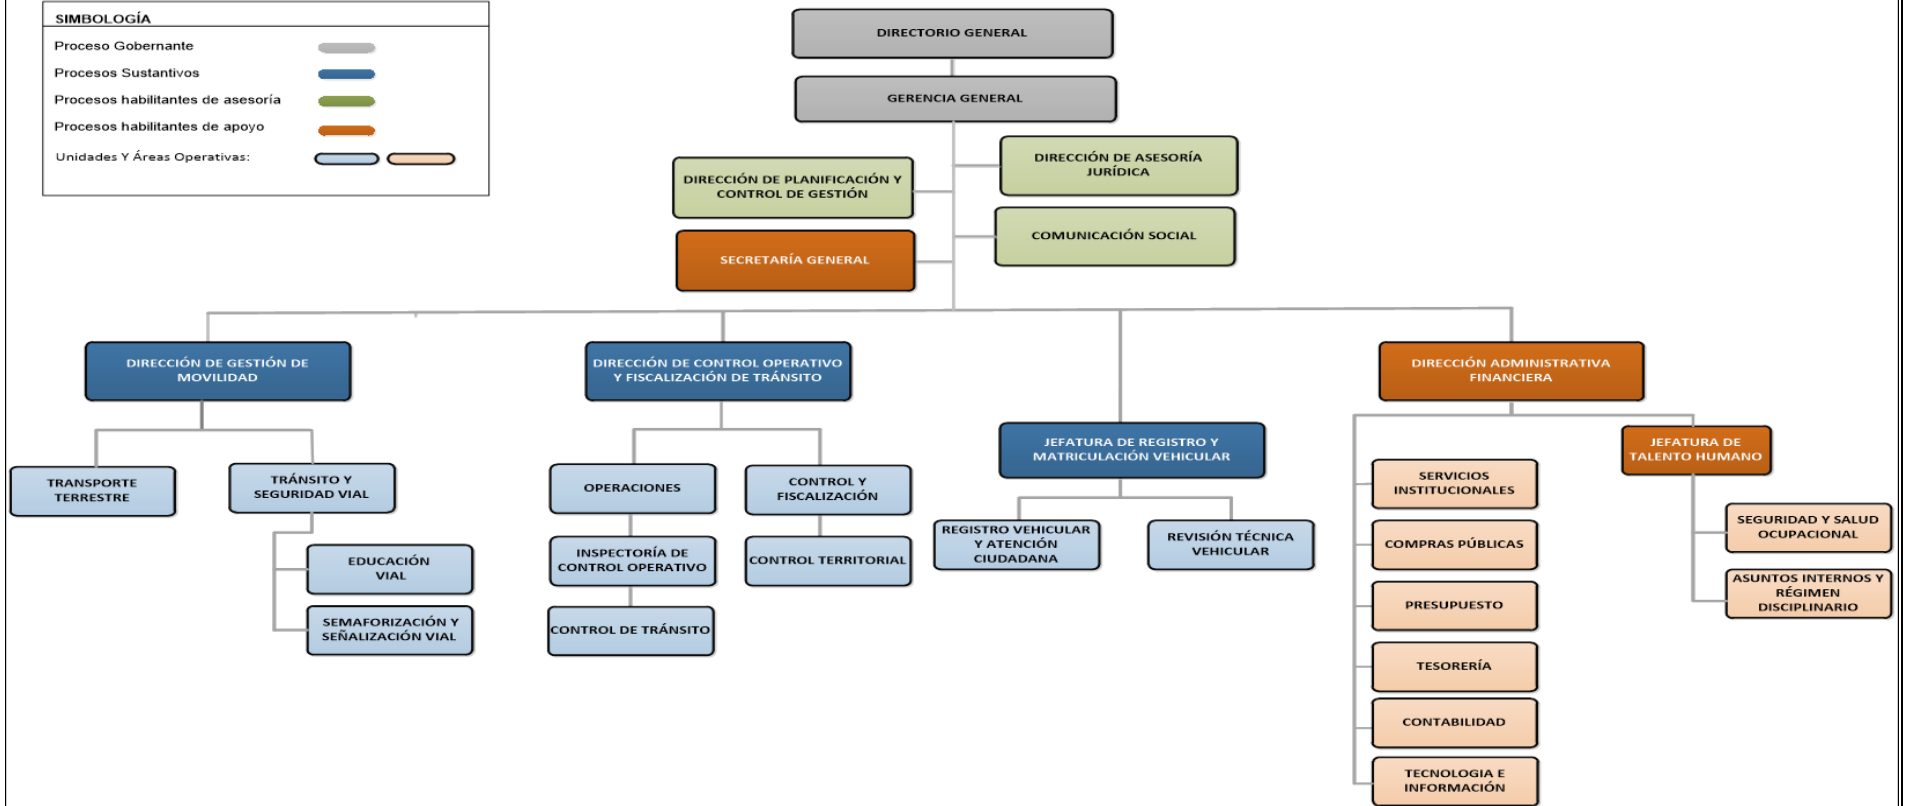 SIMBOLOGÍA
Proceso Gobernante
Procesos Sustantivos
Procesos habilitantes de asesoría
Procesos habilitantes de apoyo
Unidades Y Áreas Operativas:
DIRECTORIO GENERAL
GERENCIA GENERAL
DIRECCIÓN DE ASESORÍA
JURÍDICA
DIRECCIÓN DE PLANIFICACIÓN Y
CONTROL DE GESTIÓN
COMUNICACIÓN SOCIAL
SECRETARÍA GENERAL
DIRECCIÓN DE GESTIÓN DE
MOVILIDAD
TRANSPORTE
TERRESTRE
TRÁNSITO Y
SEGURIDAD VIAL
EDUCACIÓN
VIAL
SEMAFORIZACIÓN Y
SEÑALIZACIÓN VIAL
DIRECCIÓN DE CONTROL OPERATIVO
Y FISCALIZACIÓN DE TRÁNSITO
OPERACIONES
INSPECTORÍA DE
CONTROL OPERATIVO
CONTROL DE TRÁNSITO
CONTROL Y
FISCALIZACIÓN
CONTROL TERRITORIAL
JEFATURA DE REGISTRO Y
MATRICULACIÓN VEHICULAR
REGISTRO VEHICULAR
Y ATENCIÓN
CIUDADANA
REVISIÓN TÉCNICA
VEHICULAR
DIRECCIÓN ADMINISTRATIVA
FINANCIERA
SERVICIOS
INSTITUCIONALES
COMPRAS PÚBLICAS
PRESUPUESTO
TESORERÍA
CONTABILIDAD
TECNOLOGIA E
INFORMACIÓN
JEFATURA DE
TALENTO HUMANO
SEGURIDAD Y SALUD
OCUPACIONAL
ASUNTOS INTERNOS Y
RÉGIMEN
DISCIPLINARIO